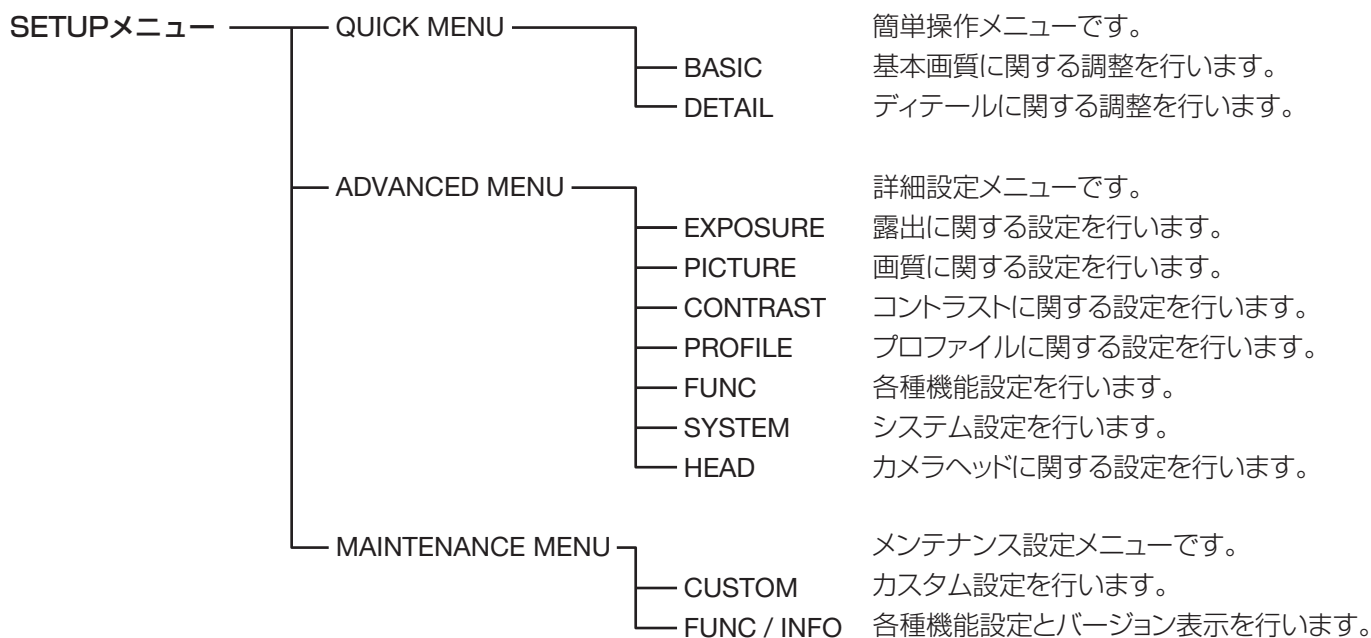 SETUPメニュー QUICK MENU 簡単操作メニューです。
BASIC 基本画質に関する調整を行います。
DETAIL ディテールに関する調整を行います。
ADVANCED MENU 詳細設定メニューです。
EXPOSURE 露出に関する設定を行います。
PICTURE 画質に関する設定を行います。
CONTRAST コントラストに関する設定を行います。
PROFILE プロファイルに関する設定を行います。
FUNC 各種機能設定を行います。
SYSTEM システム設定を行います。
HEAD カメラヘッドに関する設定を行います。
MAINTENANCE MENU メンテナンス設定メニューです。
CUSTOM カスタム設定を行います。
FUNC / INFO 各種機能設定とバージョン表示を行います。